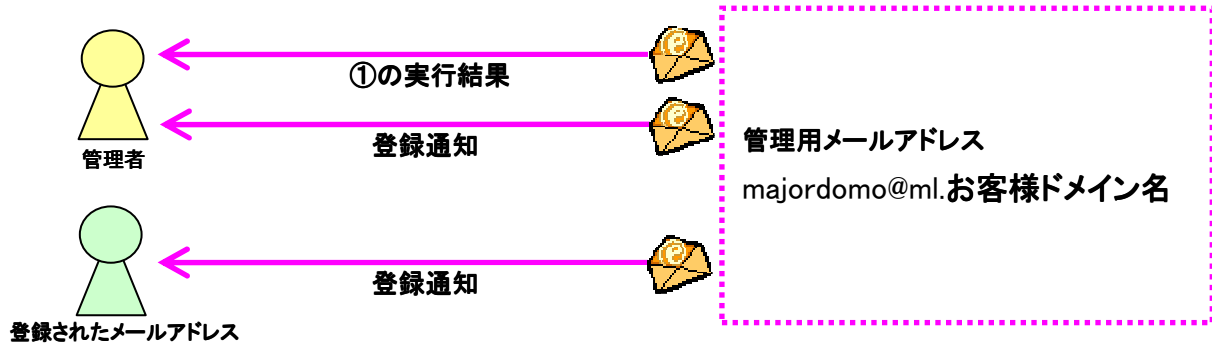 ①の実行結果
登録通知
管理者
管理用メールアドレス
majordomo@ml.お客様ドメイン名
登録通知
登録されたメールアドレス